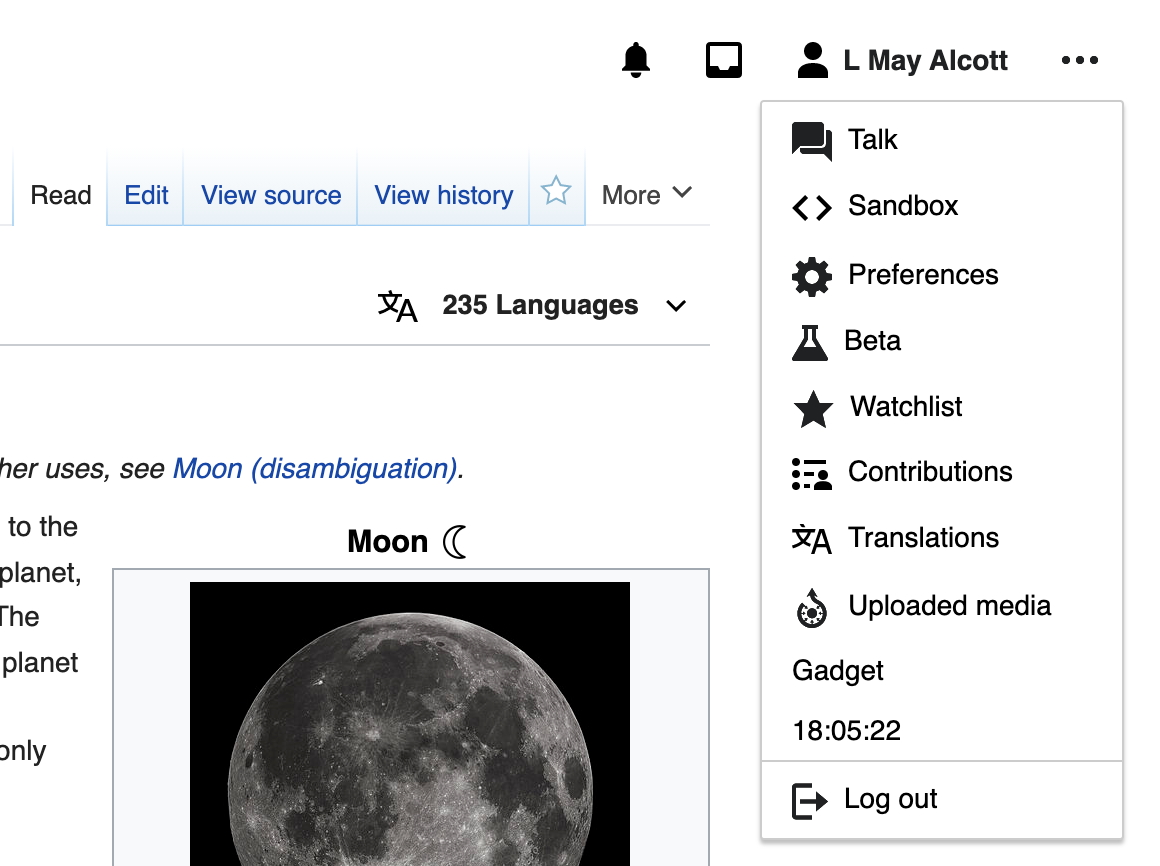 L May Alcott
Read Edit View source View history More
235 Languages
her uses, see Moon (disambiguation).
to the
planet,
The
planet
only
Moon ☾
Talk
Sandbox
Preferences
Beta
Watchlist
Contributions
Translations
Uploaded media
Gadget
18:05:22
Log out